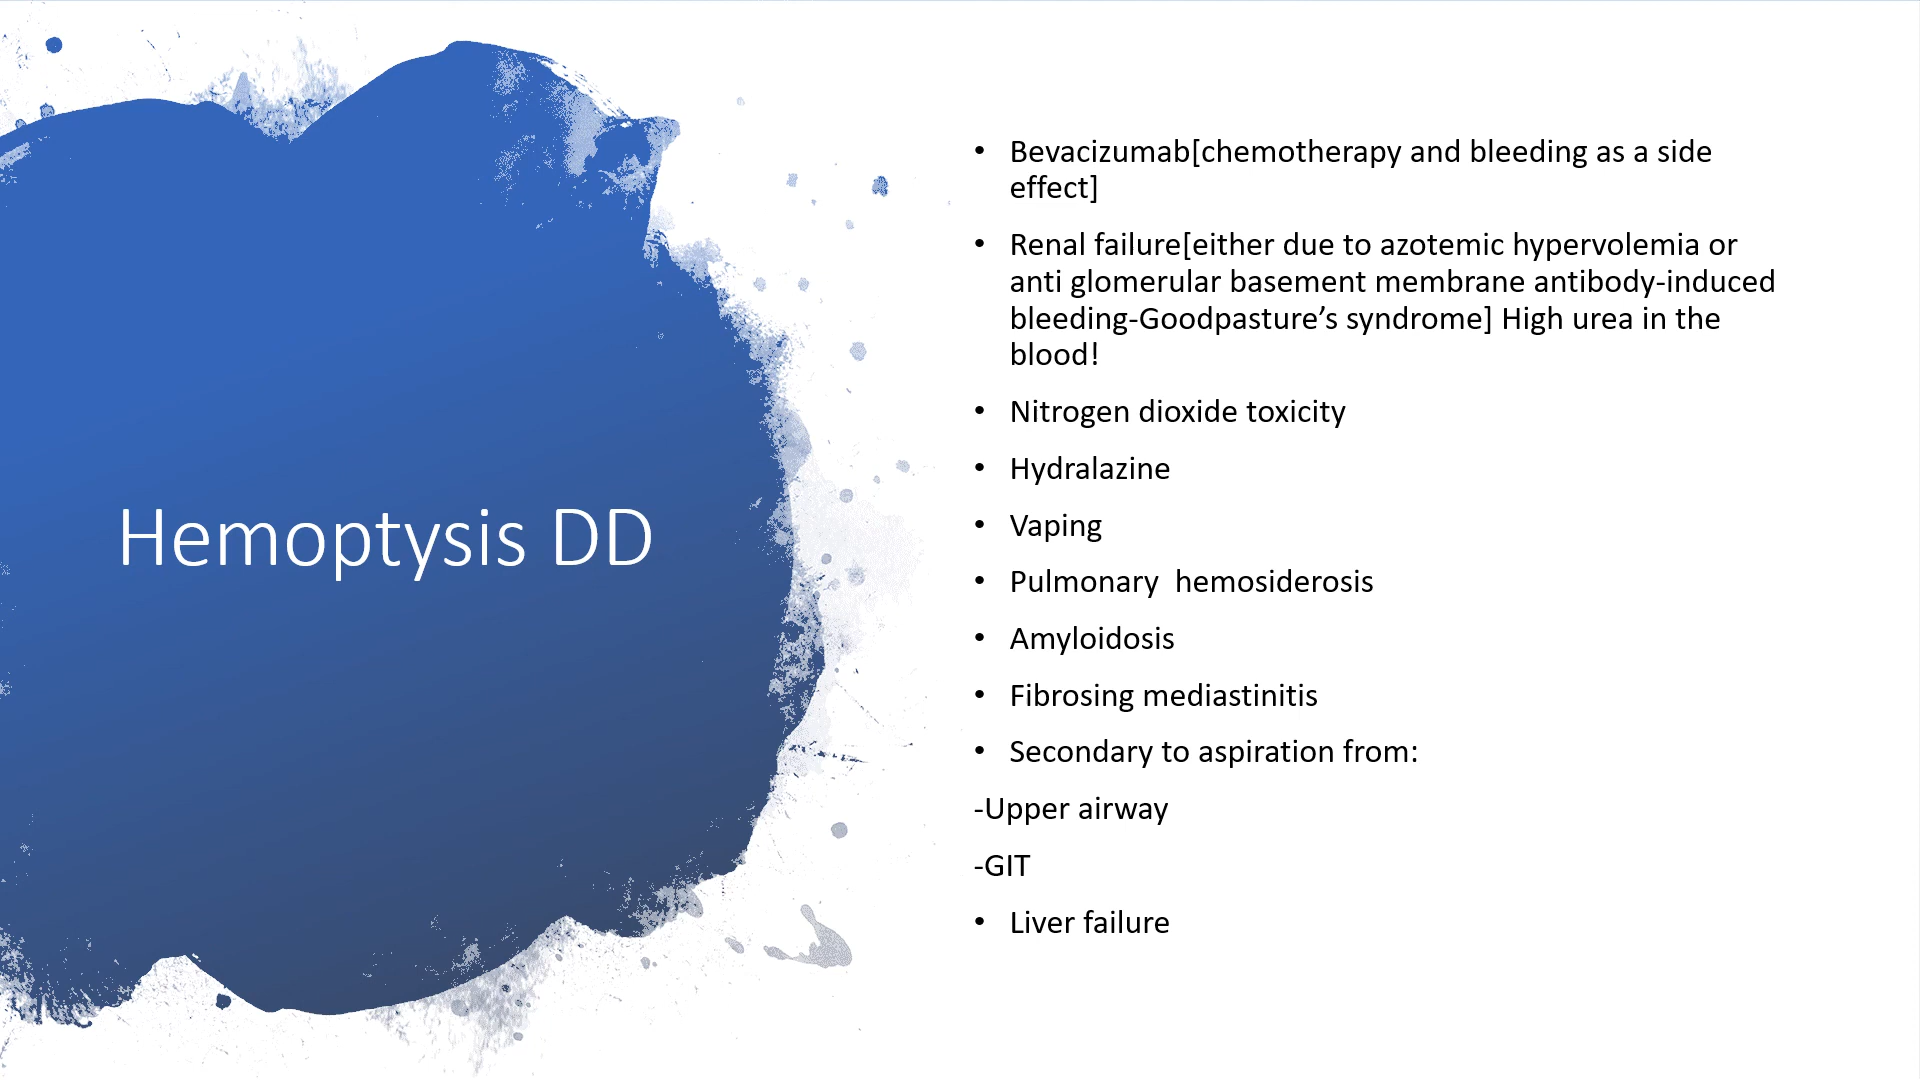 Hemoptysis DD
• Bevacizumab[chemotherapy and bleeding as a side
effect]
• Renal failure[either due to azotemic hypervolemia or
anti glomerular basement membrane antibody-induced
bleeding-Goodpasture’s syndrome] High urea in the
blood!
• Nitrogen dioxide toxicity
• Hydralazine
• Vaping
• Pulmonary  hemosiderosis
• Amyloidosis
• Fibrosing mediastinitis
• Secondary to aspiration from:
-Upper airway
-GIT
• Liver failure